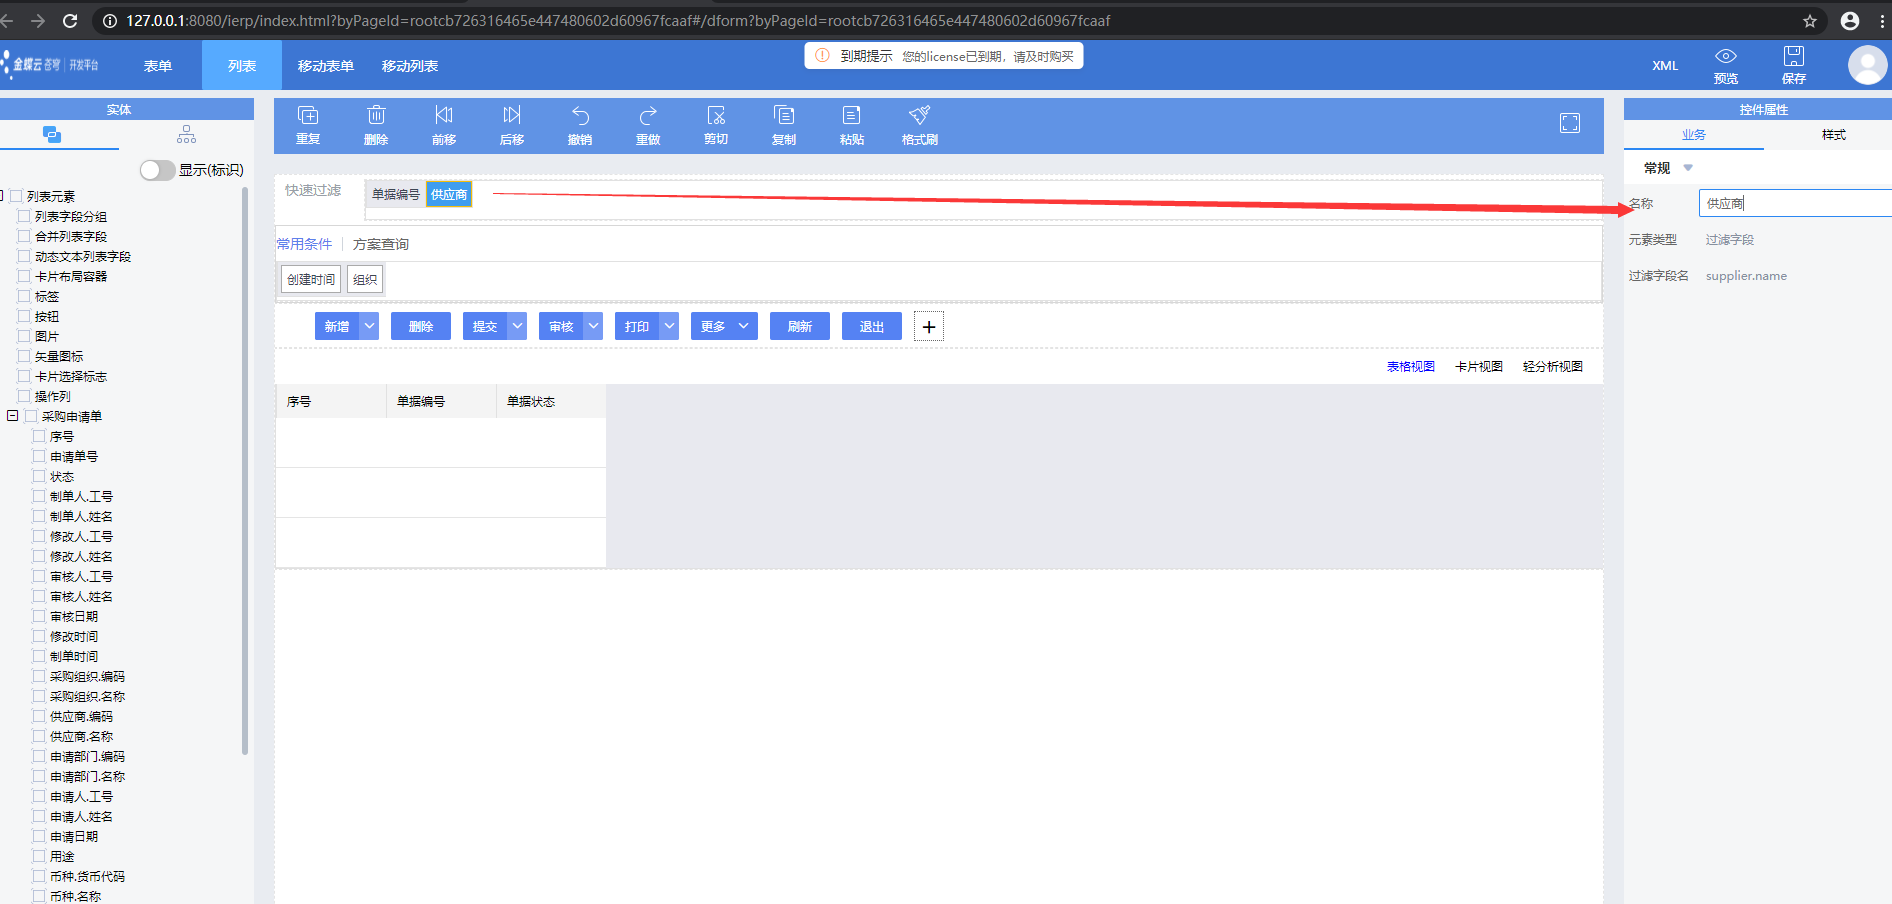 127.0.0.1:8080/ierp/index.html?byPageId=rootcb726316465e447480602d60967fcaaf#/dform?byPageId=rootcb726316465e447480602d60967fcaaf
金蝶云 苍穹 | 开发平台
表单
列表
移动表单
移动列表
到期提示 您的license已到期，请及时购买
XML
预览
保存
实体
显示(标识)
列表元素
列表字段分组
合并列表字段
动态文本列表字段
卡片布局容器
标签
按钮
图片
矢量图标
卡片选择标志
操作列
采购申请单
序号
申请单号
状态
制单人.工号
制单人.姓名
修改人.工号
修改人.姓名
审核人.工号
审核人.姓名
审核日期
修改时间
制单时间
采购组织.编码
采购组织.名称
供应商.编码
供应商.名称
申请部门.编码
申请部门.名称
申请人.工号
申请人.姓名
申请日期
用途
币种.货币代码
币种.名称
重复
删除
前移
后移
撤销
重做
剪切
复制
粘贴
格式刷
快速过滤
单据编号
供应商
常用条件
方案查询
创建时间
组织
新增
删除
提交
审核
打印
更多
刷新
退出
表格视图
卡片视图
轻分析视图
序号
单据编号
单据状态
控件属性
业务
样式
常规
名称
供应商
元素类型
过滤字段
过滤字段名
supplier.name